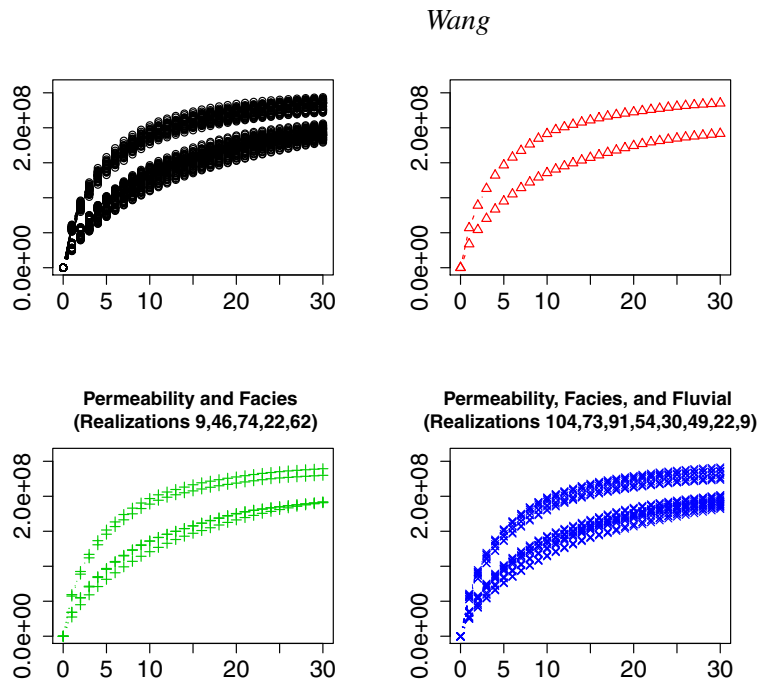 Wang
2.0e+08
0.0e+00
0 5 10 20 30
2.0e+08
0.0e+00
0 5 10 20 30
Permeability and Facies
(Realizations 9,46,74,22,62)
2.0e+08
0.0e+00
0 5 10 20 30
Permeability, Facies, and Fluvial
(Realizations 104,73,91,54,30,49,22,9)
2.0e+08
0.0e+00
0 5 10 20 30